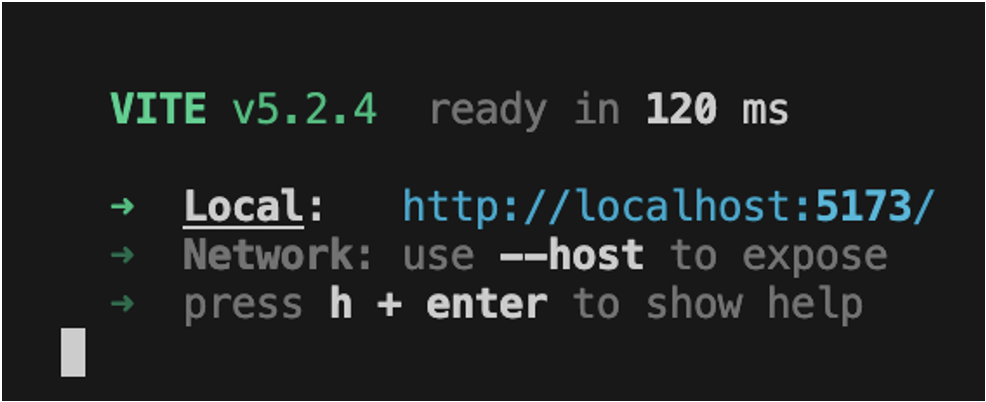 VITE v5.2.4 ready in 120 ms
➜ Local: http://localhost:5173/
➜ Network: use --host to expose
➜ press h + enter to show help